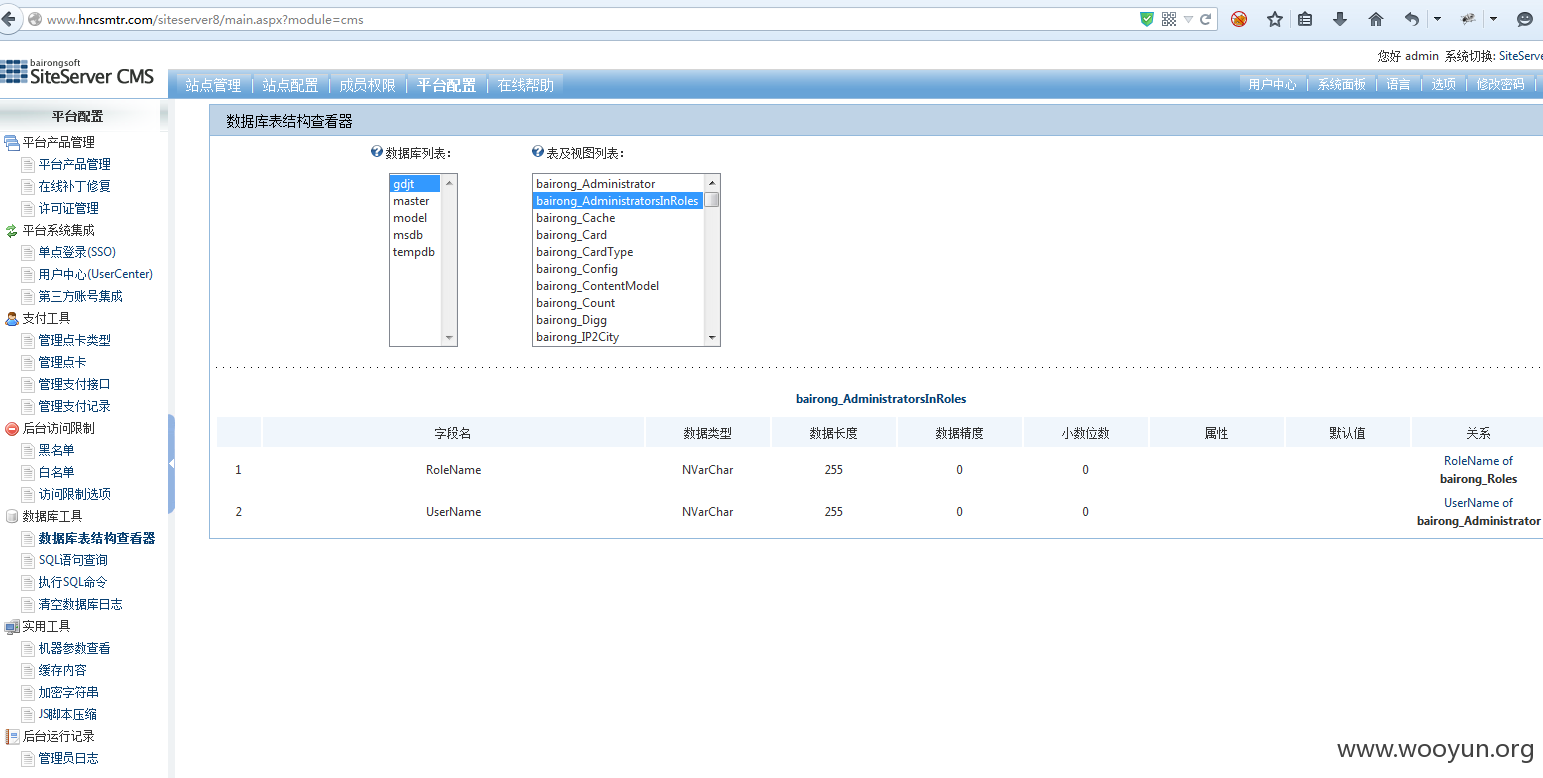 www.hncsmtr.com/siteserver8/main.aspx?module=cms
bairongsoft
SiteServer CMS
您好 admin 系统切换: SiteServe
站点管理 站点配置 成员权限 平台配置 在线帮助
用户中心 系统面板 语言 选项 修改密码
平台配置
平台产品管理
平台产品管理
在线补丁修复
许可证管理
平台系统集成
单点登录(SSO)
用户中心(UserCenter)
第三方账号集成
支付工具
管理点卡类型
管理点卡
管理支付接口
管理支付记录
后台访问限制
黑名单
白名单
访问限制选项
数据库工具
数据库表结构查看器
SQL语句查询
执行SQL命令
清空数据库日志
实用工具
机器参数查看
缓存内容
加密字符串
JS脚本压缩
后台运行记录
管理员日志
数据库表结构查看器
数据库列表:
gdjt
master
model
msdb
tempdb
表及视图列表:
bairong_Administrator
bairong_AdministratorsInRoles
bairong_Cache
bairong_Card
bairong_CardType
bairong_Config
bairong_ContentModel
bairong_Count
bairong_Digg
bairong_IP2City
bairong_AdministratorsInRoles
字段名 数据类型 数据长度 数据精度 小数位数 属性 默认值 关系
1 RoleName NVarChar 255 0 0 RoleName of
bairong_Roles
2 UserName NVarChar 255 0 0 UserName of
bairong_Administrator
www.wooyun.org